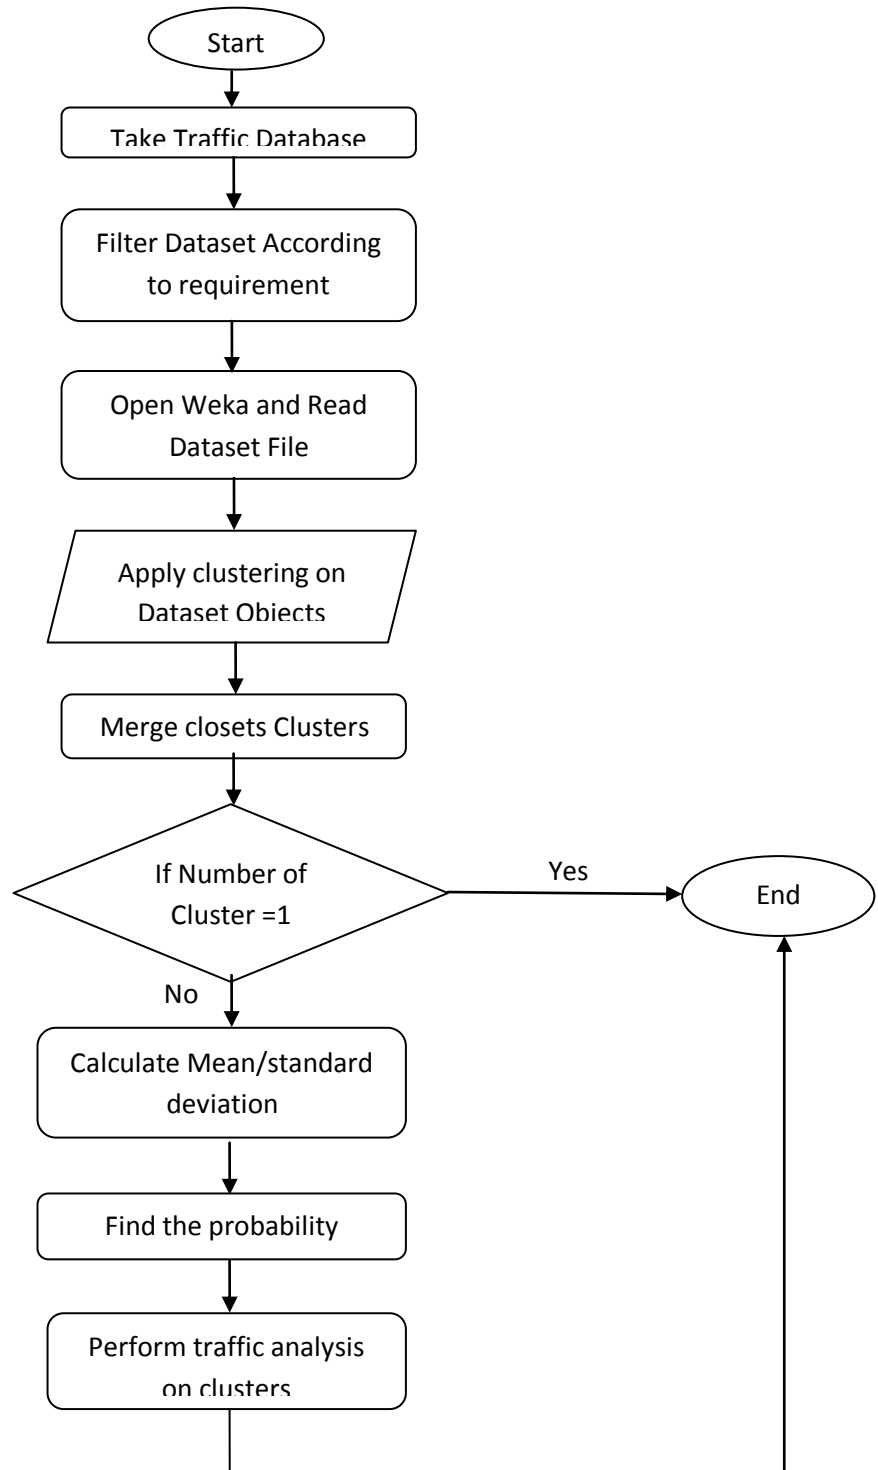 Start
Take Traffic Database
Filter Dataset According
to requirement
Open Weka and Read
Dataset File
Apply clustering on
Dataset Objects
Merge closets Clusters
If Number of
Cluster =1
Yes
End
No
Calculate Mean/standard
deviation
Find the probability
Perform traffic analysis
on clusters